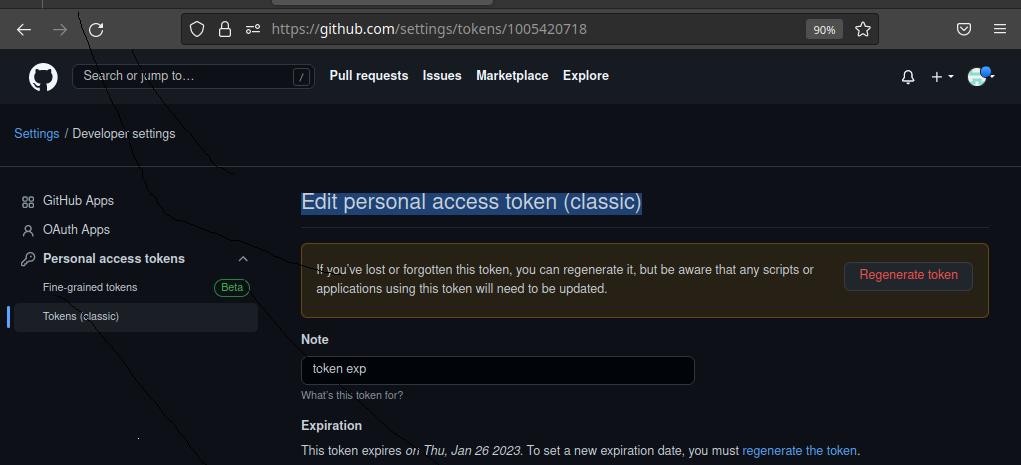 https://github.com/settings/tokens/1005420718
90%
Search or jump to…
/
Pull requests
Issues
Marketplace
Explore
Settings / Developer settings
GitHub Apps
OAuth Apps
Personal access tokens
Fine-grained tokens
Beta
Tokens (classic)
Edit personal access token (classic)
If you've lost or forgotten this token, you can regenerate it, but be aware that any scripts or
applications using this token will need to be updated.
Regenerate token
Note
token exp
What's this token for?
Expiration
This token expires on Thu, Jan 26 2023. To set a new expiration date, you must regenerate the token.